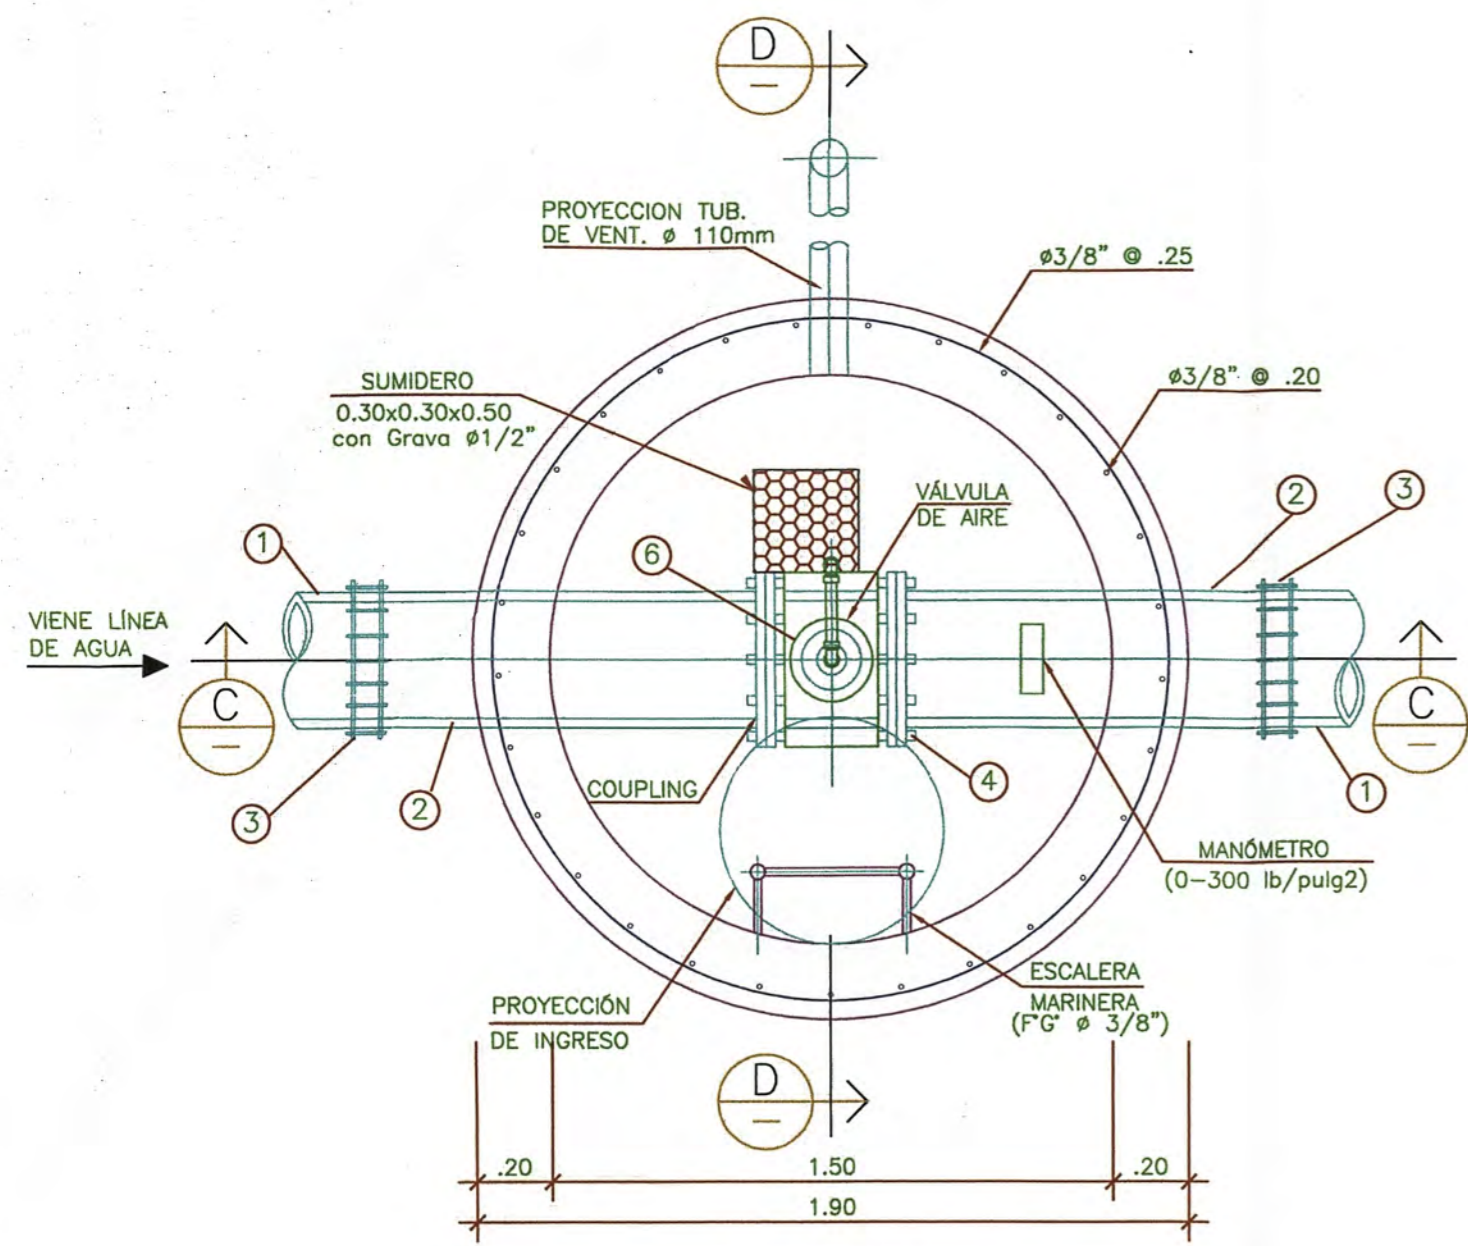 D
PROYECCION TUB.
DE VENT. ø 110mm
ø3/8" @ .25
SUMIDERO
0.30x0.30x0.50
con Grava ø1/2"
ø3/8" @ .20
VÁLVULA
DE AIRE
2
3
1
6
VIENE LÍNEA
DE AGUA
C
C
3
2
COUPLING
4
1
MANÓMETRO
(0-300 lb/pulg2)
PROYECCIÓN
DE INGRESO
ESCALERA
MARINERA
(F°G° ø 3/8")
D
.20
1.50
.20
1.90